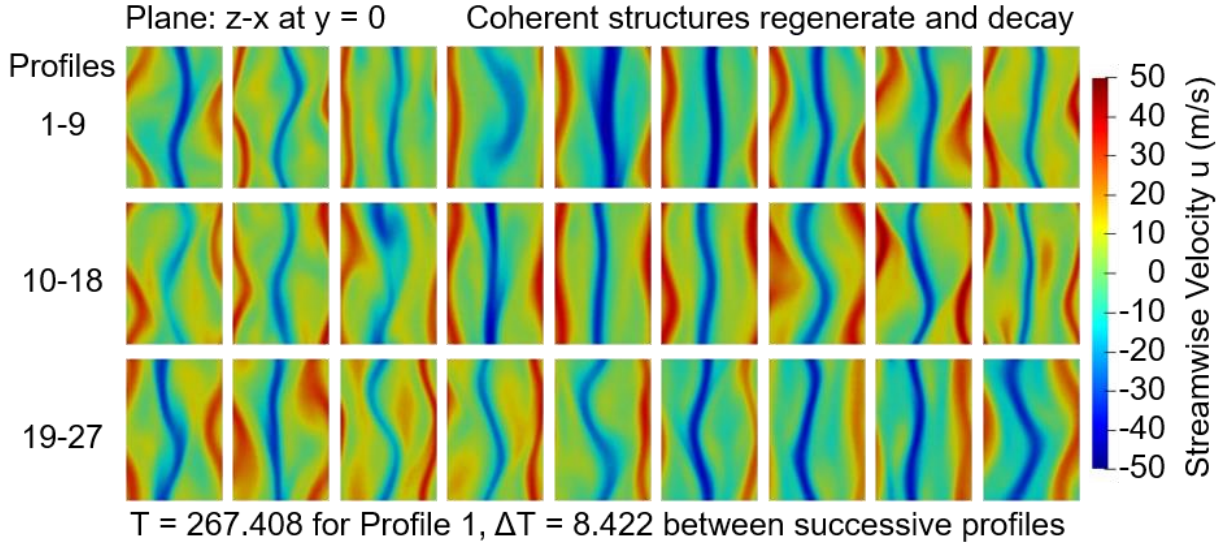 Plane: z-x at y = 0
Coherent structures regenerate and decay
Profiles
1-9
10-18
19-27
50
40
30
20
10
0
-10
-20
-30
-40
-50
Streamwise Velocity u (m/s)
T = 267.408 for Profile 1, ΔT = 8.422 between successive profiles